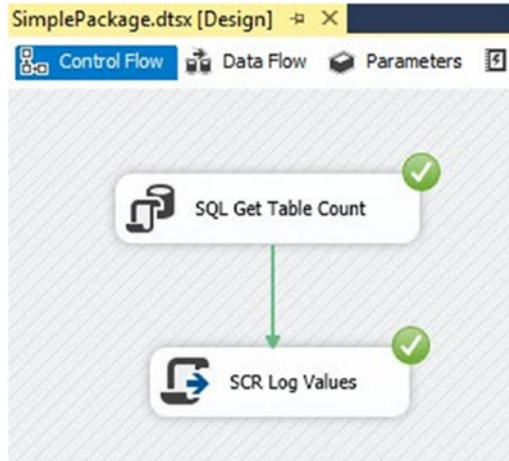 SimplePackage.dtsx [Design]
Control Flow Data Flow Parameters
SQL Get Table Count
SCR Log Values